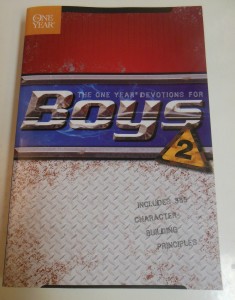 ONE
YEAR®
THE ONE YEAR® DEVOTIONS FOR
Boys
2
INCLUDES 365
CHARACTER-
BUILDING
PRINCIPLES